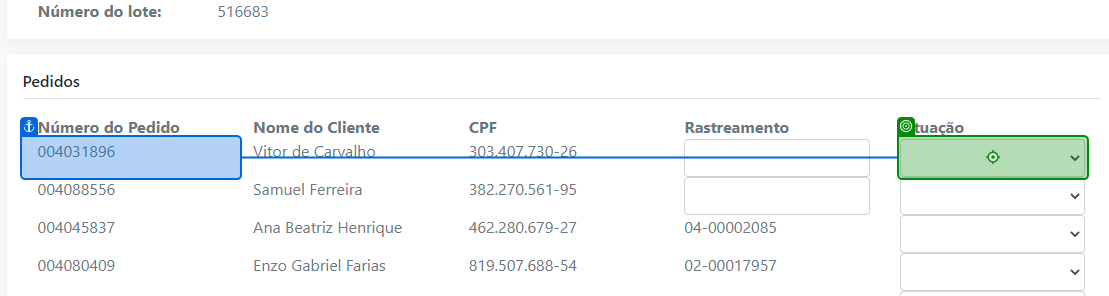 Número do lote: 516683
Pedidos
Número do Pedido Nome do Cliente CPF Rastreamento tuação
004031896 Vitor de Carvalho 303.407.730-26
004088556 Samuel Ferreira 382.270.561-95
004045837 Ana Beatriz Henrique 462.280.679-27 04-00002085
004080409 Enzo Gabriel Farias 819.507.688-54 02-00017957